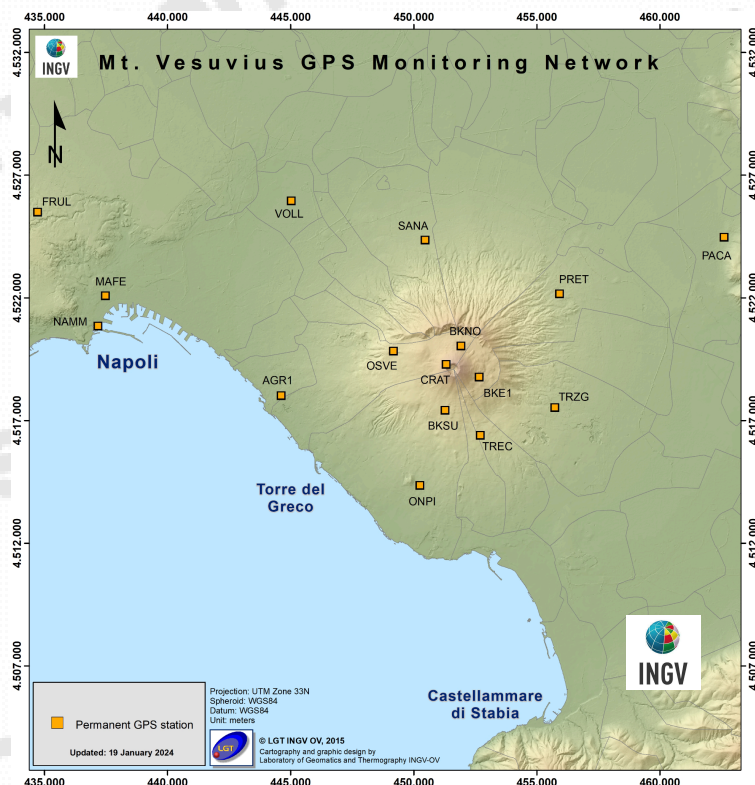 435.000 440.000 445.000 450.000 455.000 460.000
4.532.000 4.532.000
INGV
Mt. Vesuvius GPS Monitoring Network
N
4.527.000 4.527.000
FRUL
VOLL
SANA
PACA
PRET
MAFE
4.522.000 4.522.000
NAMM
BKNO
Napoli
OSVE
CRAT
AGR1
BKE1
TRZG
4.517.000 4.517.000
BKSU
TREC
Torre del
Greco
ONPI
4.512.000 4.512.000
INGV
4.507.000 4.507.000
Castellammare
di Stabia
Permanent GPS station
Updated: 19 January 2024
Projection: UTM Zone 33N
Spheroid: WGS84
Datum: WGS84
Unit: meters
LGT
© LGT INGV OV, 2015
Cartography and graphic design by
Laboratory of Geomatics and Thermography INGV-OV
435.000 440.000 445.000 450.000 455.000 460.000